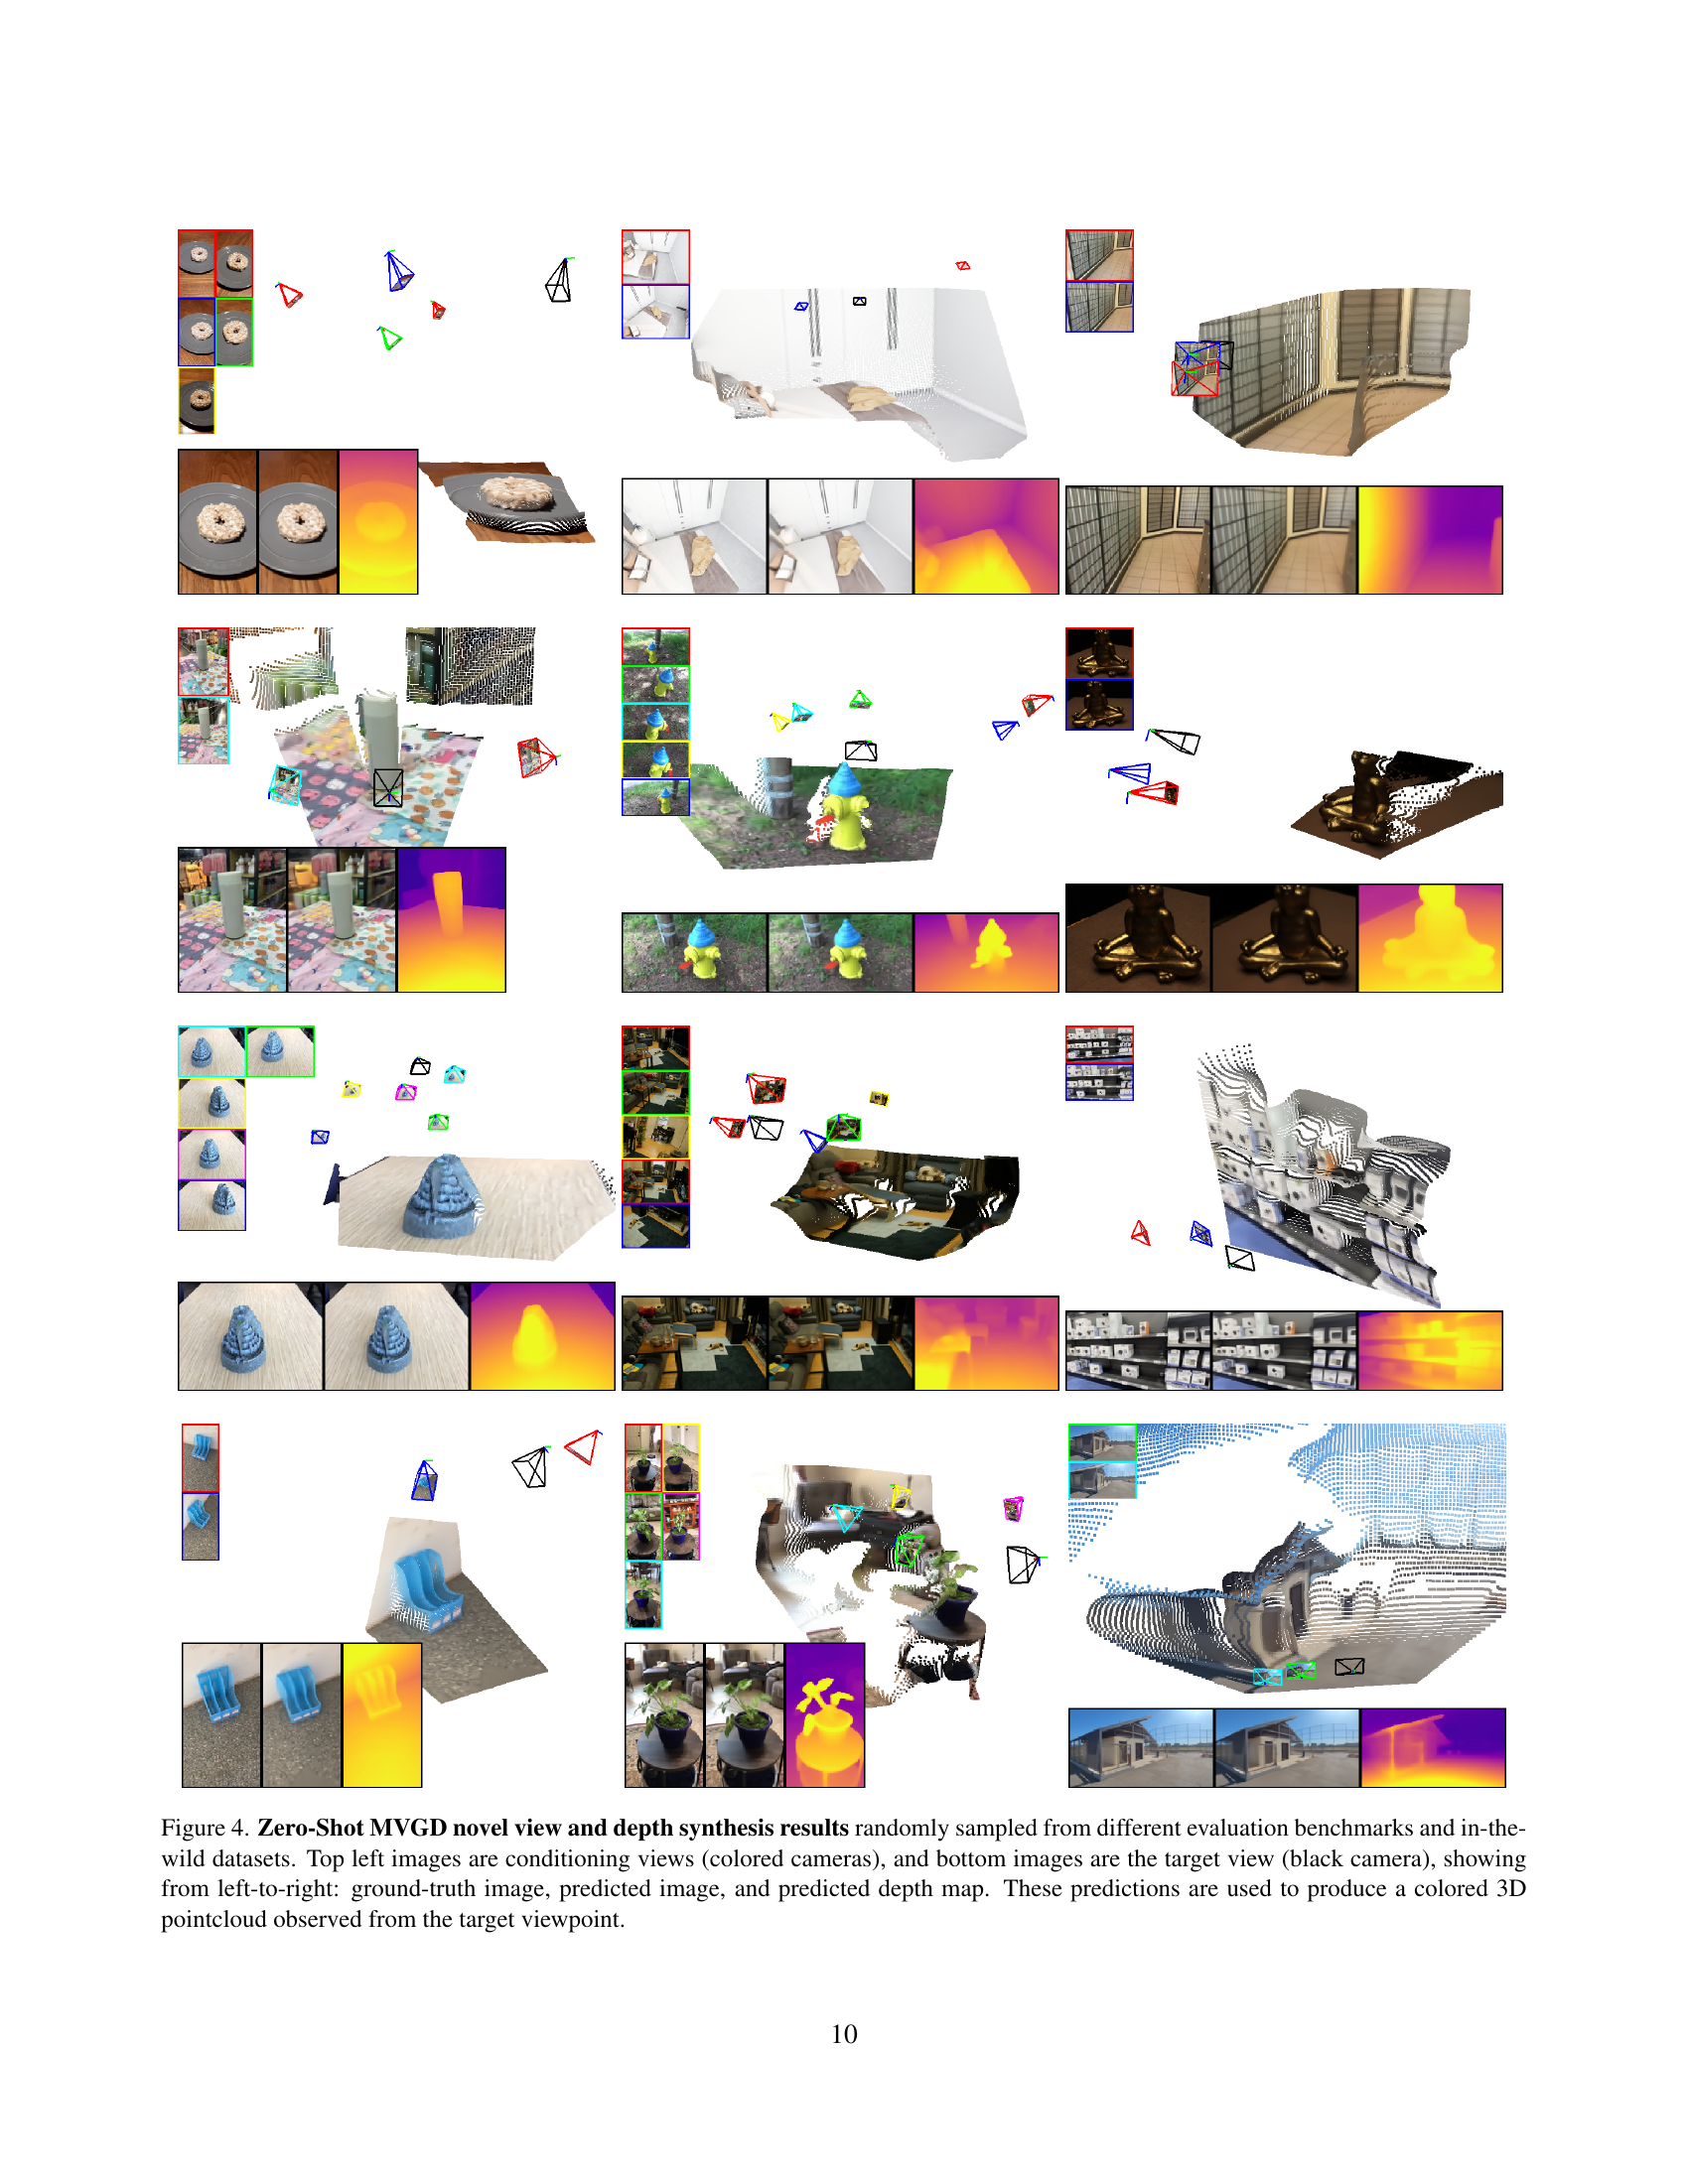 Figure 4. Zero-Shot MVGD novel view and depth synthesis results randomly sampled from different evaluation benchmarks and in-the-
wild datasets. Top left images are conditioning views (colored cameras), and bottom images are the target view (black camera), showing
from left-to-right: ground-truth image, predicted image, and predicted depth map. These predictions are used to produce a colored 3D
pointcloud observed from the target viewpoint.
10